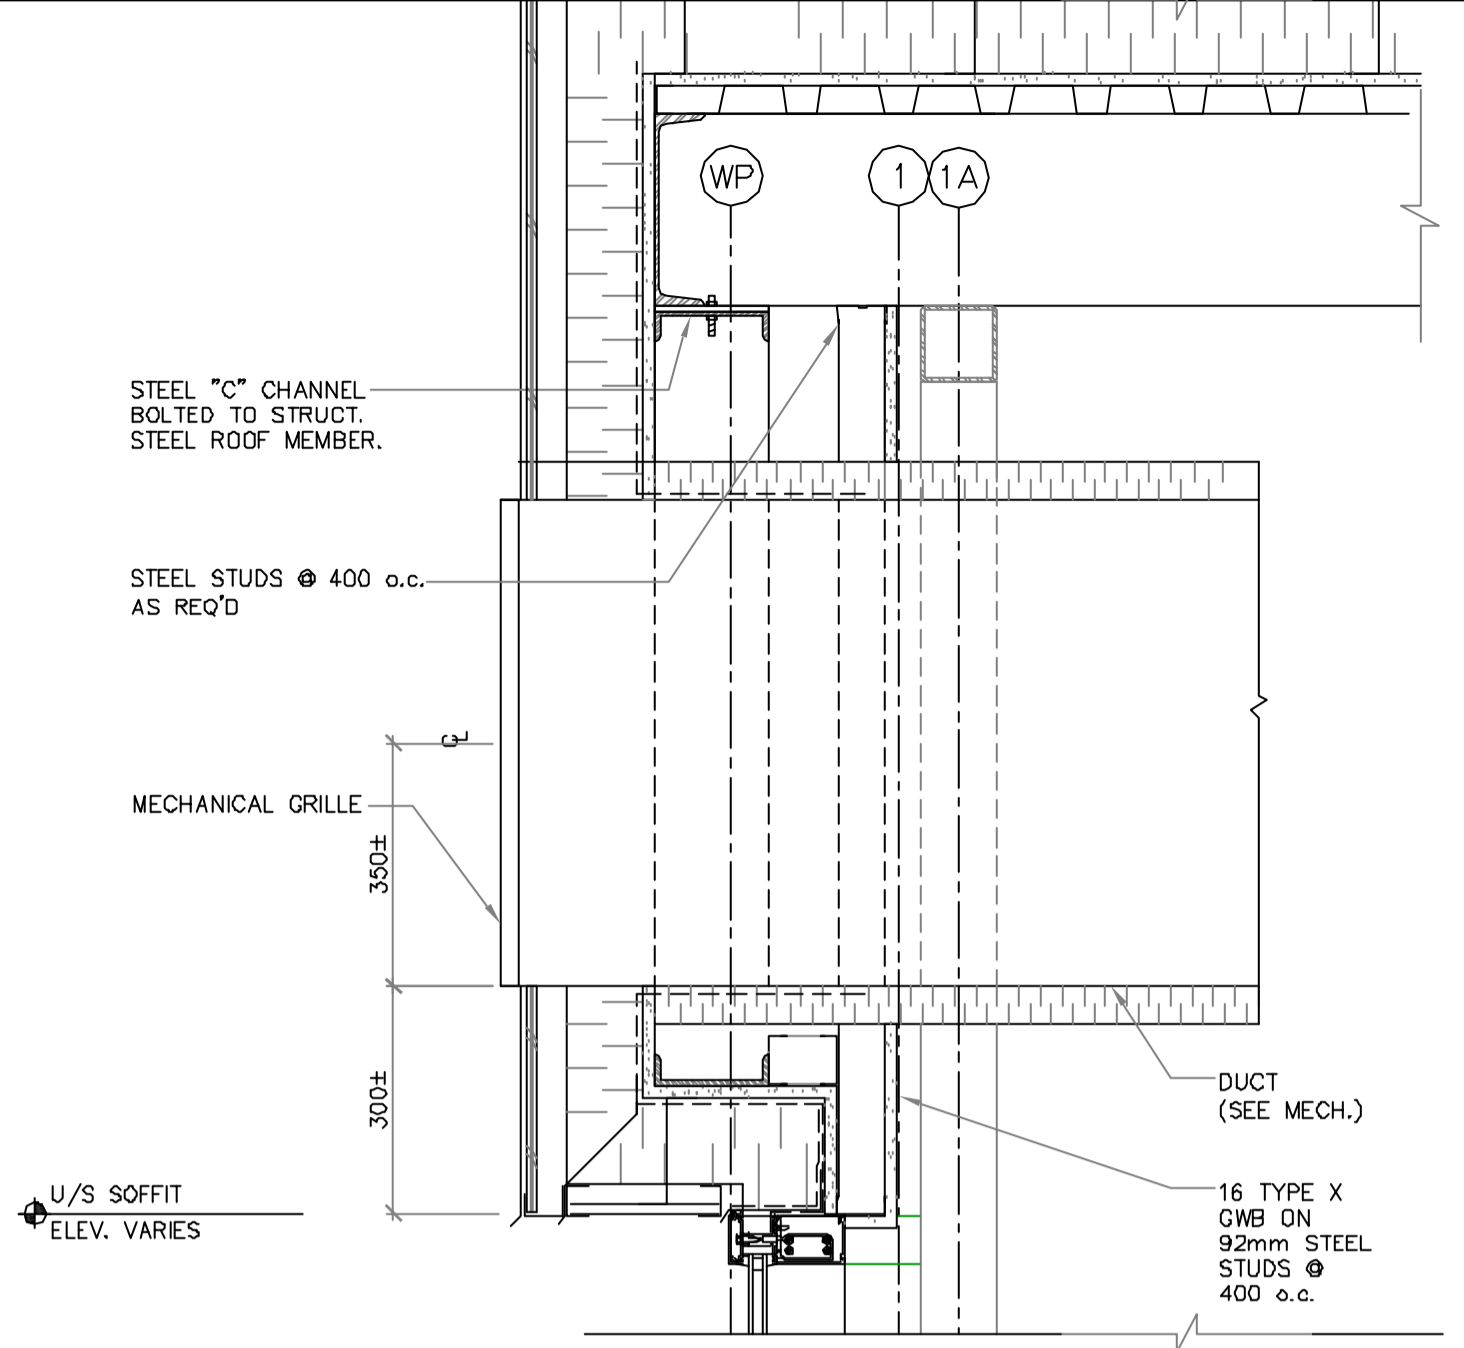 WP
1
1A
STEEL "C" CHANNEL
BOLTED TO STRUCT.
STEEL ROOF MEMBER.
STEEL STUDS @ 400 o.c.
AS REQ'D
CL
MECHANICAL GRILLE
350±
300±
U/S SOFFIT
ELEV. VARIES
DUCT
(SEE MECH.)
16 TYPE X
GWB ON
92mm STEEL
STUDS @
400 o.c.